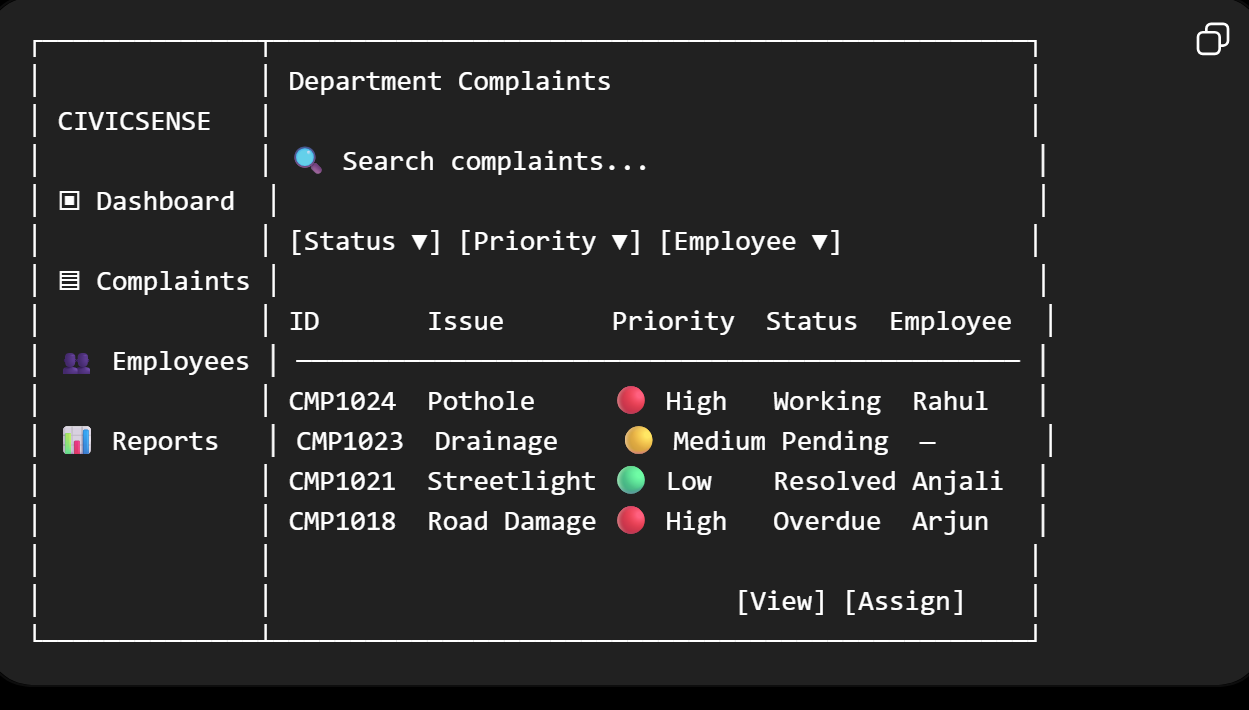 Department Complaints
CIVICSENSE
🔍 Search complaints...
▣ Dashboard
[Status ▼] [Priority ▼] [Employee ▼]
▤ Complaints
ID Issue Priority Status Employee
👥 Employees
CMP1024 Pothole 🔴 High Working Rahul
📊 Reports
CMP1023 Drainage 🟡 Medium Pending —
CMP1021 Streetlight 🟢 Low Resolved Anjali
CMP1018 Road Damage 🔴 High Overdue Arjun
[View] [Assign]